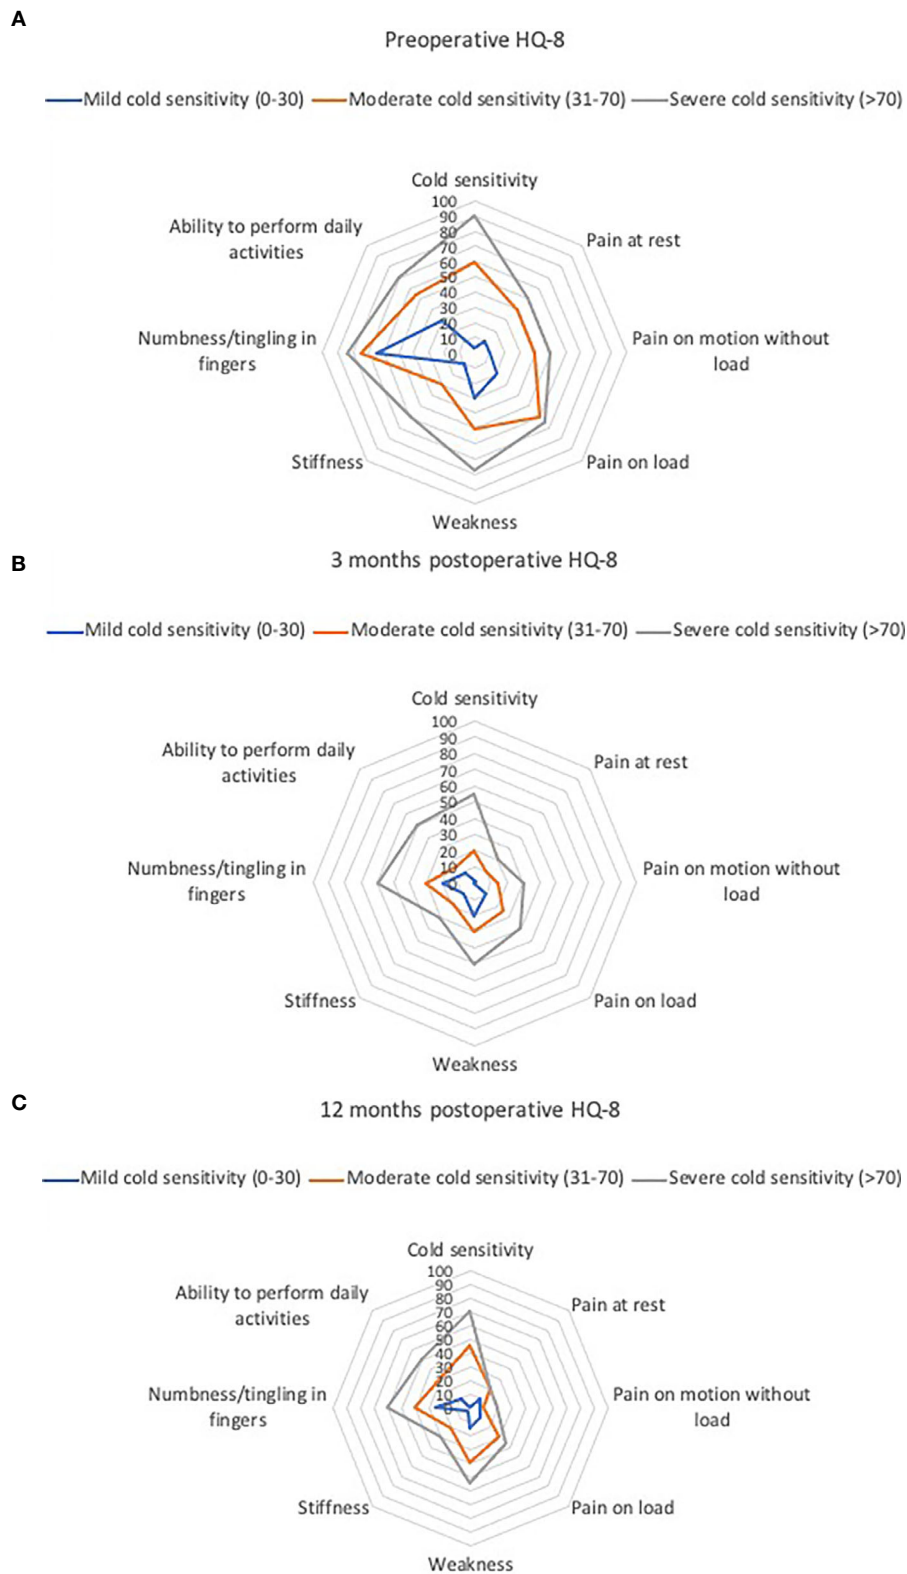 A
Preoperative HQ-8
Mild cold sensitivity (0-30) Moderate cold sensitivity (31-70) Severe cold sensitivity (>70)
Cold sensitivity
Ability to perform daily
activities
Pain at rest
Numbness/tingling in
fingers
Pain on motion without
load
100
90
80
70
60
50
40
30
20
10
0
Stiffness
Pain on load
Weakness
B
3 months postoperative HQ-8
Mild cold sensitivity (0-30) Moderate cold sensitivity (31-70) Severe cold sensitivity (>70)
Cold sensitivity
Ability to perform daily
activities
Pain at rest
Numbness/tingling in
fingers
Pain on motion without
load
100
90
80
70
60
50
40
30
20
10
0
Stiffness
Pain on load
Weakness
C
12 months postoperative HQ-8
Mild cold sensitivity (0-30) Moderate cold sensitivity (31-70) Severe cold sensitivity (>70)
Cold sensitivity
Ability to perform daily
activities
Pain at rest
Numbness/tingling in
fingers
Pain on motion without
load
100
90
80
70
60
50
40
30
20
10
0
Stiffness
Pain on load
Weakness